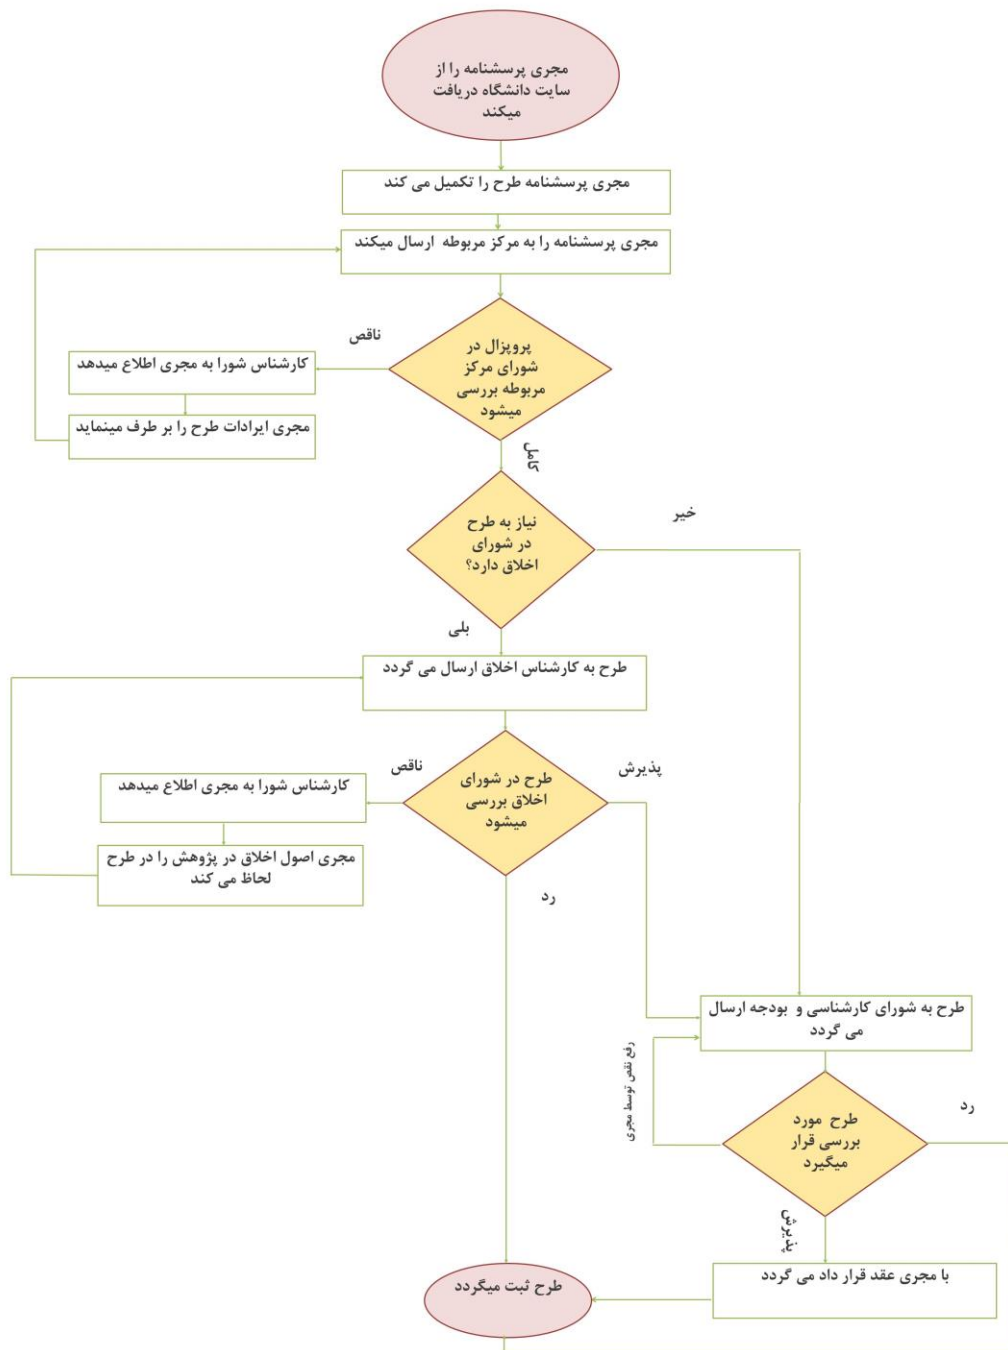 مجری پرسشنامه را از
سایت دانشگاه دریافت
میکند
مجری پرسشنامه طرح را تکمیل می کند
مجری پرسشنامه را به مرکز مربوطه ارسال میکند
پروپزال در
شورای مرکز
مربوطه بررسی
میشود
ناقص
کارشناس شورا به مجری اطلاع میدهد
مجری ایرادات طرح را بر طرف مینماید
کامل
نیاز به طرح
در شورای
اخلاق دارد؟
خیر
بلی
طرح به کارشناس اخلاق ارسال می گردد
طرح در شورای
اخلاق بررسی
میشود
پذیرش
ناقص
کارشناس شورا به مجری اطلاع میدهد
مجری اصول اخلاق در پژوهش را در طرح
لحاظ می کند
رد
طرح به شورای کارشناسی و بودجه ارسال
می گردد
رفع نقص توسط مجری
طرح مورد
بررسی قرار
میگیرد
رد
پذیرش
با مجری عقد قرار داد می گردد
طرح ثبت میگردد